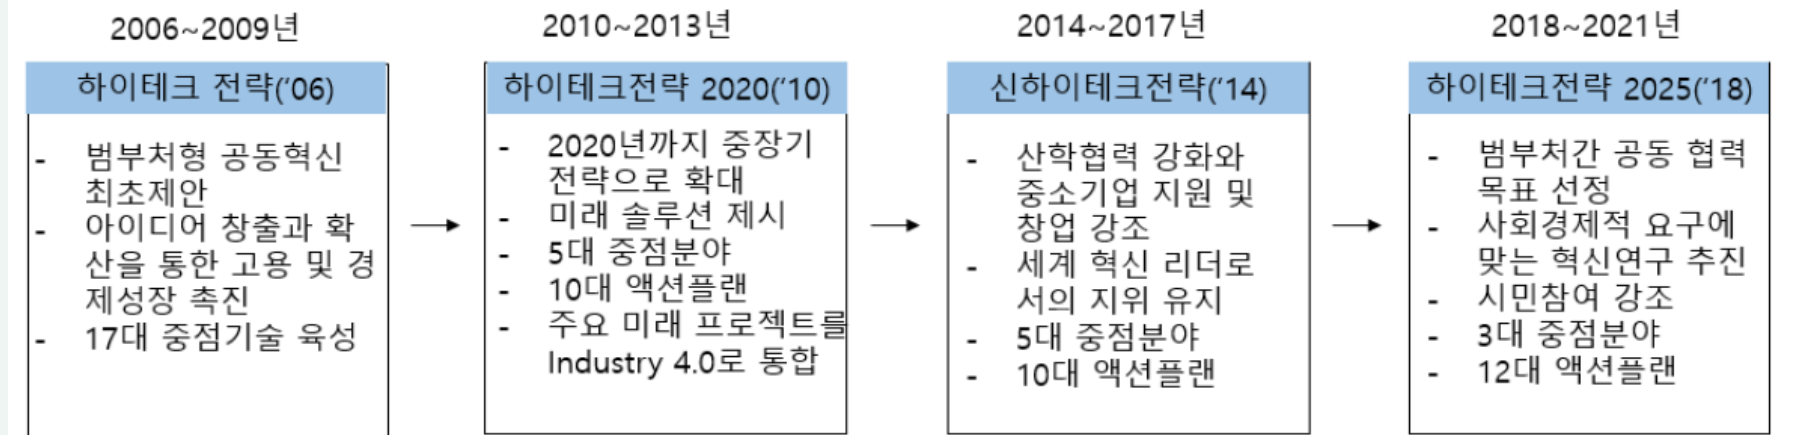 2006~2009년
하이테크 전략('06)
- 범부처형 공동혁신
최초제안
- 아이디어 창출과 확
산을 통한 고용 및 경
제성장 촉진
- 17대 중점기술 육성
2010~2013년
하이테크전략 2020('10)
- 2020년까지 중장기
전략으로 확대
- 미래 솔루션 제시
- 5대 중점분야
- 10대 액션플랜
- 주요 미래 프로젝트를
Industry 4.0로 통합
2014~2017년
신하이테크전략('14)
- 산학협력 강화와
중소기업 지원 및
창업 강조
- 세계 혁신 리더로
서의 지위 유지
- 5대 중점분야
- 10대 액션플랜
2018~2021년
하이테크전략 2025('18)
- 범부처간 공동 협력
목표 선정
- 사회경제적 요구에
맞는 혁신연구 추진
- 시민참여 강조
- 3대 중점분야
- 12대 액션플랜